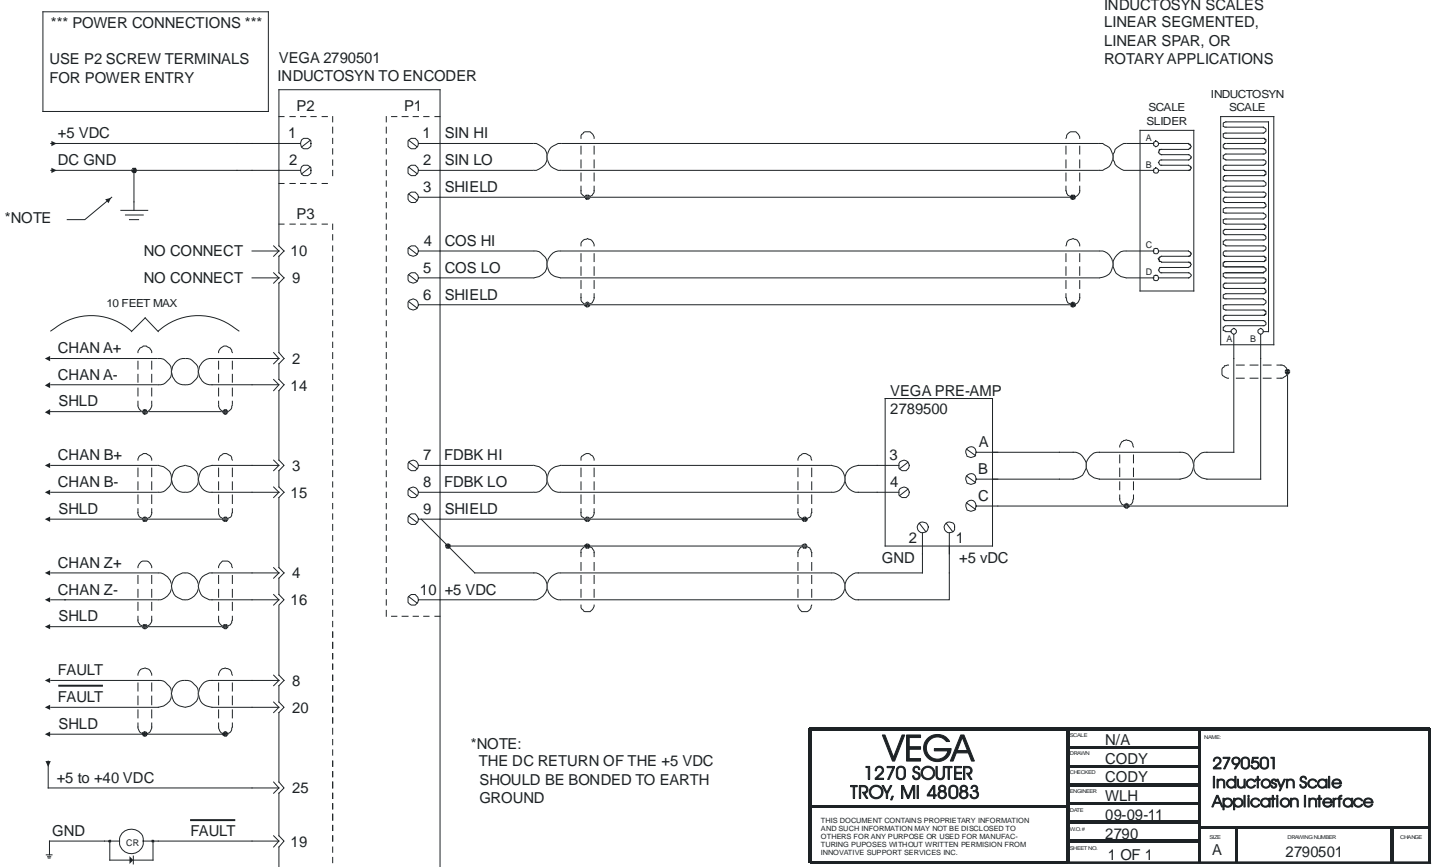 *** POWER CONNECTIONS ***
USE P2 SCREW TERMINALS
FOR POWER ENTRY
VEGA 2790501
INDUCTOSYN TO ENCODER
INDUCTOSYN SCALES
LINEAR SEGMENTED,
LINEAR SPAR, OR
ROTARY APPLICATIONS
P2
P1
SCALE
SLIDER
INDUCTOSYN
SCALE
+5 VDC
1
DC GND
2
*NOTE
P3
1 SIN HI
2 SIN LO
3 SHIELD
4 COS HI
5 COS LO
6 SHIELD
A
B
C
D
A B
NO CONNECT 10
NO CONNECT 9
10 FEET MAX
CHAN A+ 2
CHAN A- 14
SHLD
CHAN B+ 3
CHAN B- 15
SHLD
CHAN Z+ 4
CHAN Z- 16
SHLD
FAULT 8
FAULT 20
SHLD
+5 to +40 VDC 25
GND CR FAULT 19
7 FDBK HI
8 FDBK LO
9 SHIELD
10 +5 VDC
VEGA PRE-AMP
2789500
3
4
A
B
C
2 1
GND +5 vDC
*NOTE:
THE DC RETURN OF THE +5 VDC
SHOULD BE BONDED TO EARTH
GROUND
VEGA
1270 SOUTER
TROY, MI 48083
THIS DOCUMENT CONTAINS PROPRIETARY INFORMATION
AND SUCH INFORMATION MAY NOT BE DISCLOSED TO
OTHERS FOR ANY PURPOSE OR USED FOR MANUFAC-
TURING PUPOSES WITHOUT WRITTEN PERMISION FROM
INNOVATIVE SUPPORT SERVICES INC.
SCALE N/A
DRAWN CODY
CHECKED CODY
ENGINEER WLH
DATE 09-09-11
W.O.# 2790
SHEET NO. 1 OF 1
NAME:
2790501
Inductosyn Scale
Application Interface
SIZE A
DRAWING NUMBER 2790501
CHANGE